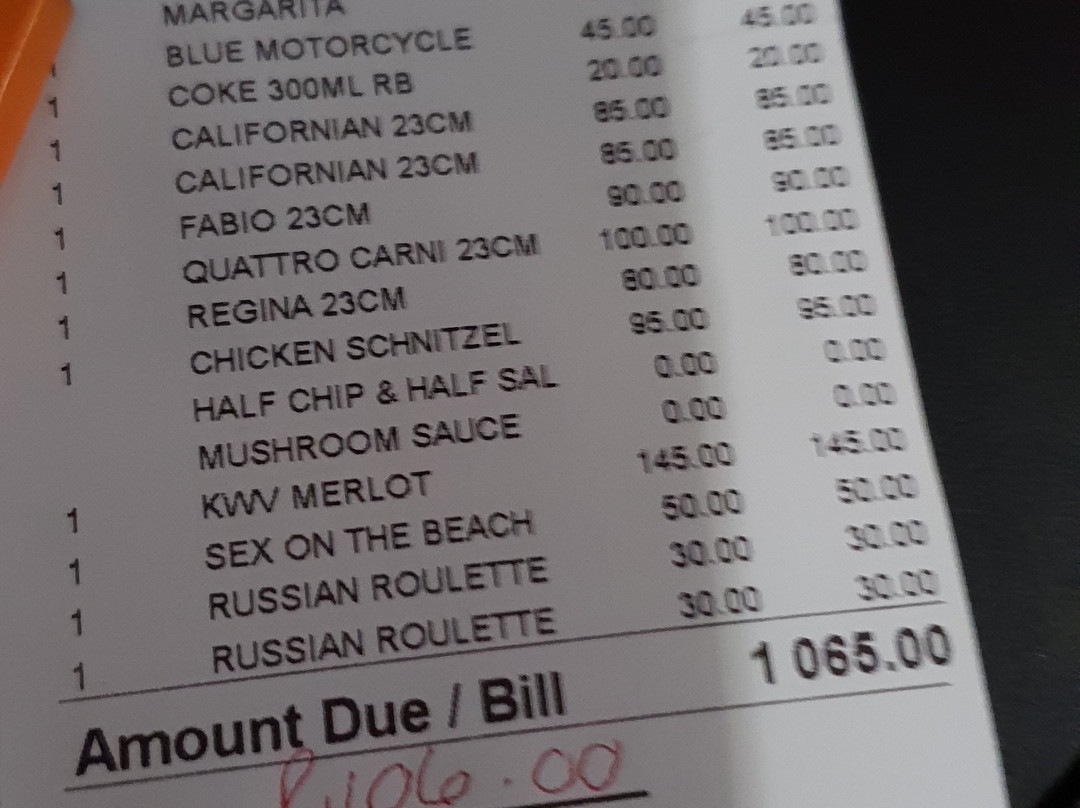 MARGARITA
1 BLUE MOTORCYCLE 45.00 45.00
1 COKE 300ML RB 20.00 20.00
1 CALIFORNIAN 23CM 85.00 85.00
1 CALIFORNIAN 23CM 85.00 85.00
1 FABIO 23CM 90.00 90.00
1 QUATTRO CARNI 23CM 100.00 100.00
1 REGINA 23CM 80.00 80.00
1 CHICKEN SCHNITZEL 95.00 95.00
HALF CHIP & HALF SAL 0.00 0.00
MUSHROOM SAUCE 0.00 0.00
1 KWV MERLOT 145.00 145.00
1 SEX ON THE BEACH 50.00 50.00
1 RUSSIAN ROULETTE 30.00 30.00
1 RUSSIAN ROULETTE 30.00 30.00
Amount Due / Bill 1 065.00
R106.00